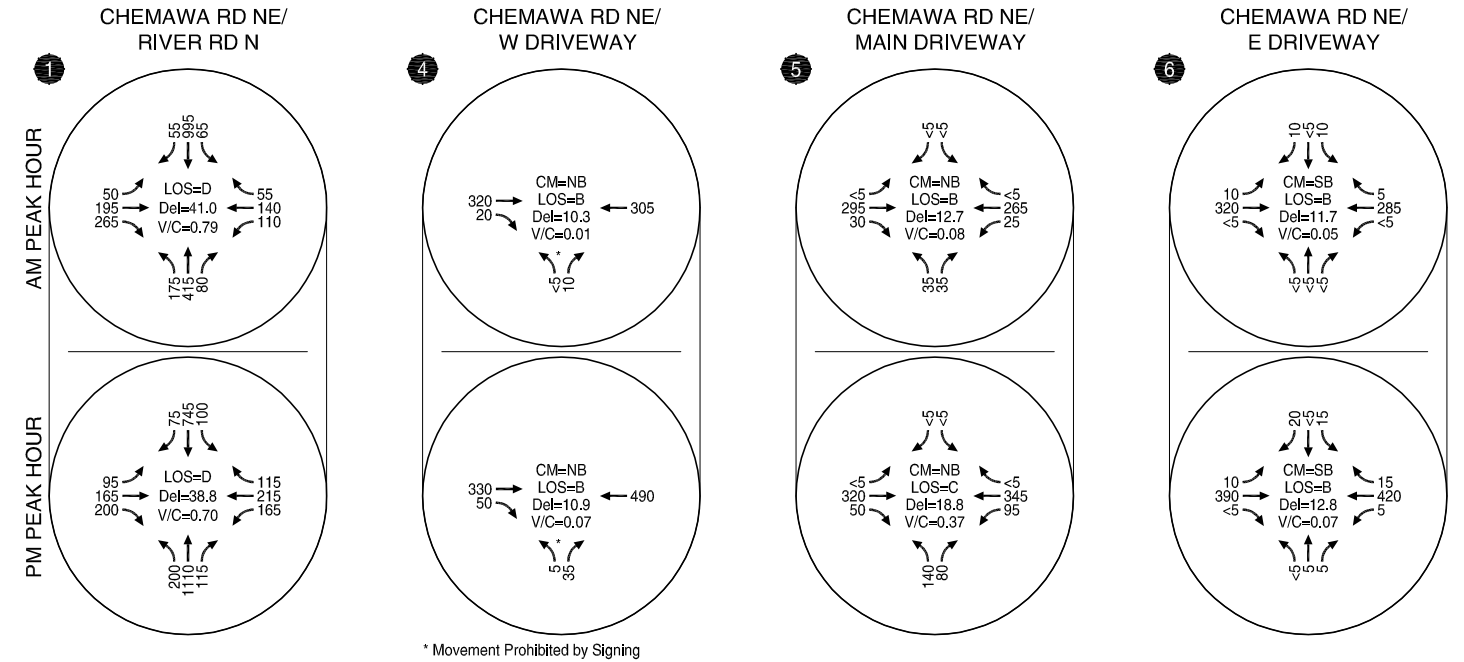 CHEMAWA RD NE/
RIVER RD N
1
CHEMAWA RD NE/
W DRIVEWAY
4
CHEMAWA RD NE/
MAIN DRIVEWAY
5
CHEMAWA RD NE/
E DRIVEWAY
6
AM PEAK HOUR
55 995 65
50
195
265
LOS=D
Del=41.0
V/C=0.79
55
140
110
175 415 80
320
20
CM=NB
LOS=B
Del=10.3
V/C=0.01
305
*
<5 10
<5 <5
<5
295
30
CM=NB
LOS=B
Del=12.7
V/C=0.08
<5
265
25
35 35
10 <5 10
10
320
<5
CM=SB
LOS=B
Del=11.7
V/C=0.05
5
285
<5
<5 <5 <5
PM PEAK HOUR
75 745 100
95
165
200
LOS=D
Del=38.8
V/C=0.70
115
215
165
200 1110 115
330
50
CM=NB
LOS=B
Del=10.9
V/C=0.07
490
*
5 35
<5 <5
<5
320
50
CM=NB
LOS=C
Del=18.8
V/C=0.37
<5
345
95
140 80
20 <5 15
10
390
<5
CM=SB
LOS=B
Del=12.8
V/C=0.07
15
420
5
<5 5 5
* Movement Prohibited by Signing